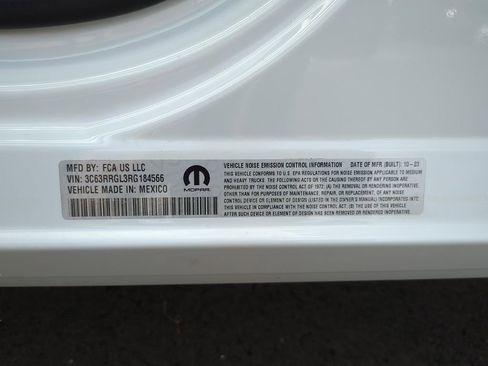 MFD BY: FCA US LLC
VIN: 3C63RRGL3RG184566
VEHICLE MADE IN: MEXICO
MOPAR
VEHICLE NOISE EMISSION CONTROL INFORMATION DATE OF MFR (BUILT): 10-23
THIS VEHICLE CONFORMS TO U.S. EPA REGULATIONS FOR NOISE EMISSION APPLICABLE TO MEDIUM
AND HEAVY TRUCKS. THE FOLLOWING ACTS OR THE CAUSING THEREOF BY ANY PERSON ARE
PROHIBITED BY THE NOISE CONTROL ACT OF 1972: (A) THE REMOVAL OR RENDERING INOPERATIVE,
OTHER THAN FOR PURPOSES OF MAINTENANCE, REPAIR, OR REPLACEMENT, OF ANY NOISE CONTROL
DEVICE OR ELEMENT OF DESIGN (LISTED IN THE OWNER'S MANUAL) INCORPORATED INTO
THIS VEHICLE IN COMPLIANCE WITH THE NOISE CONTROL ACT; (B) THE USE OF THIS VEHICLE AFTER
SUCH DEVICE OR ELEMENT OF DESIGN HAS BEEN REMOVED OR RENDERED INOPERATIVE.